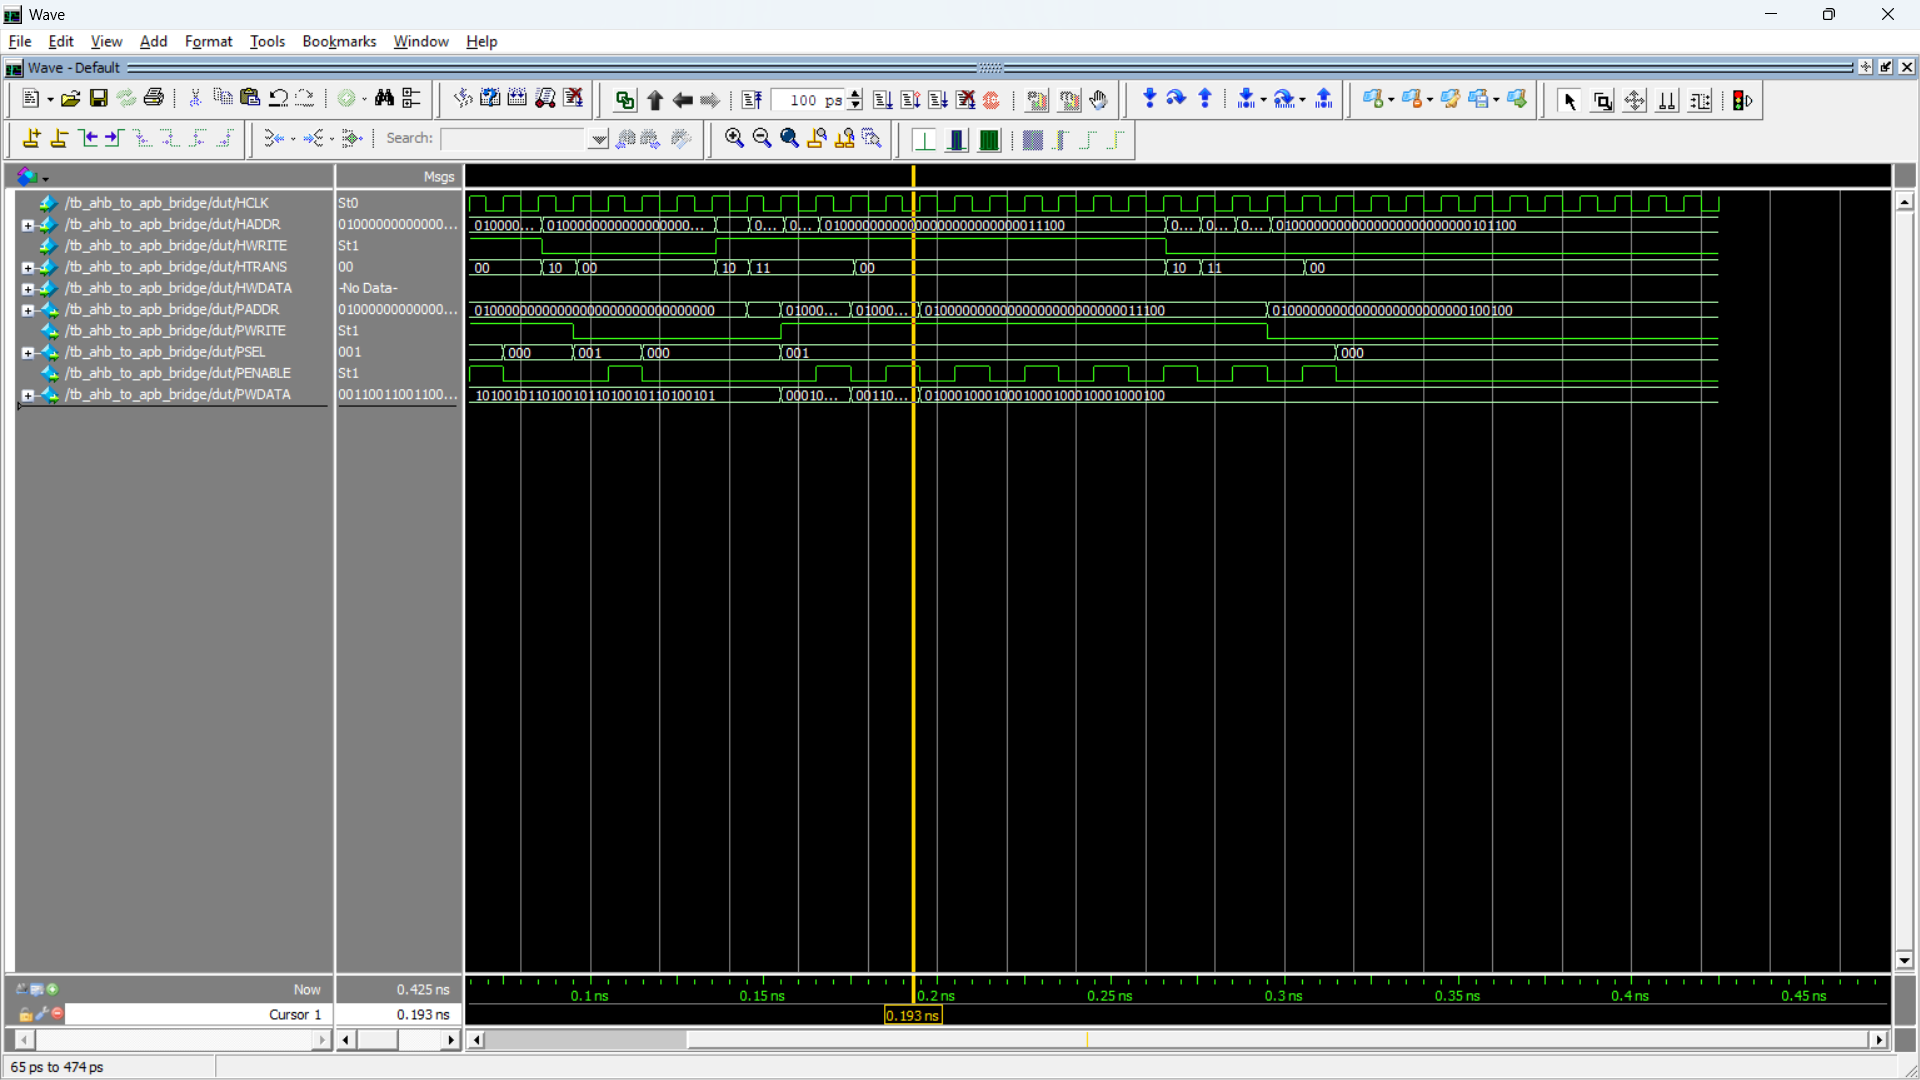 Wave
File Edit View Add Format Tools Bookmarks Window Help
Wave - Default
100 ps
Search:
Msgs
/tb_ahb_to_apb_bridge/dut/HCLK St0
/tb_ahb_to_apb_bridge/dut/HADDR 01000000000000... 010000... 0100000000000000000... 0... 0... 01000000000000000000000000011100 0... 0... 0... 01000000000000000000000000101100
/tb_ahb_to_apb_bridge/dut/HWRITE St1
/tb_ahb_to_apb_bridge/dut/HTRANS 00 00 10 00 10 11 00 10 11 00
/tb_ahb_to_apb_bridge/dut/HWDATA -No Data-
/tb_ahb_to_apb_bridge/dut/PADDR 01000000000000... 01000000000000000000000000000000 01000... 01000... 01000000000000000000000000011100 01000000000000000000000000100100
/tb_ahb_to_apb_bridge/dut/PWRITE St1
/tb_ahb_to_apb_bridge/dut/PSEL 001 000 001 000 001 000
/tb_ahb_to_apb_bridge/dut/PENABLE St1
/tb_ahb_to_apb_bridge/dut/PWDATA 00110011001100... 10100101101001011010010110100101 00010... 00110... 01000100010001000100010001000100
Now 0.425 ns 0.1 ns 0.15 ns 0.2 ns 0.25 ns 0.3 ns 0.35 ns 0.4 ns 0.45 ns
Cursor 1 0.193 ns 0.193 ns
65 ps to 474 ps